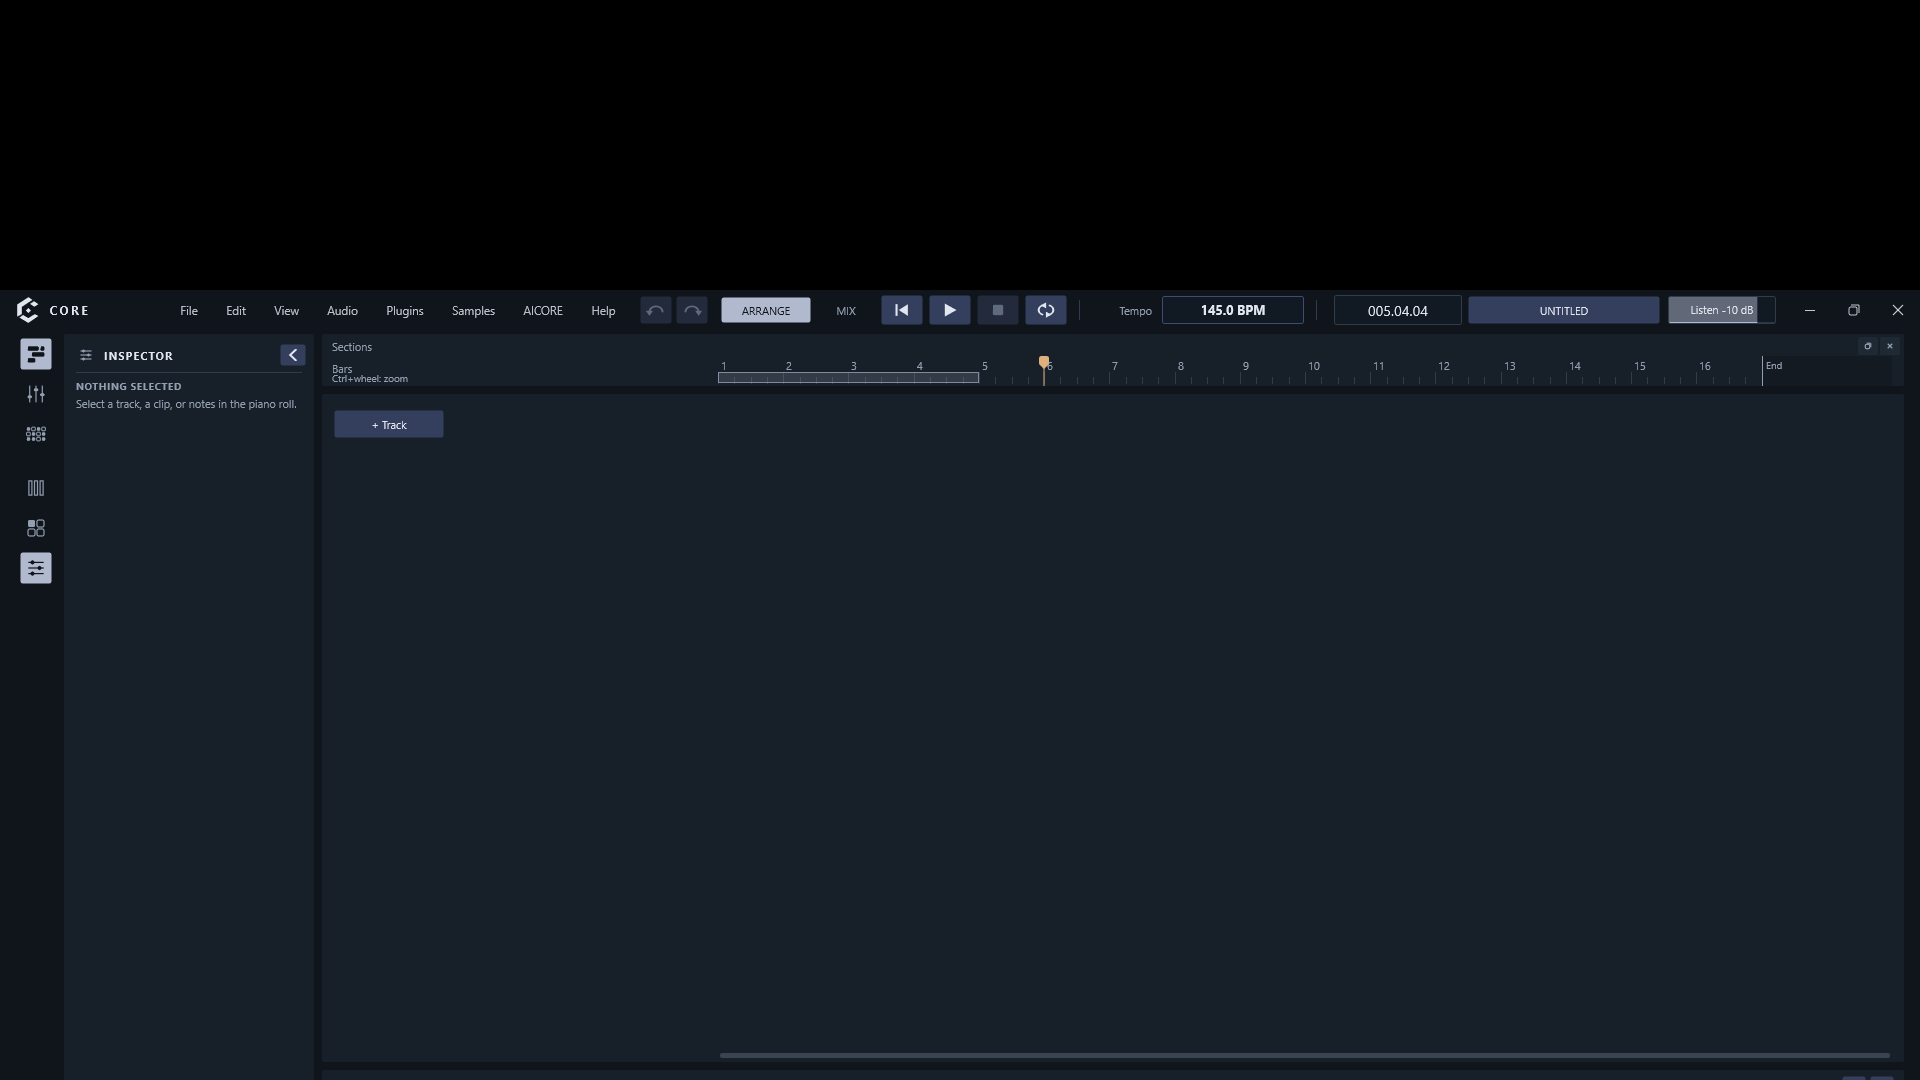 CORE
File Edit View Audio Plugins Samples AICORE Help ARRANGE MIX Tempo 145.0 BPM 005.04.04 UNTITLED Listen -10 dB
INSPECTOR
NOTHING SELECTED
Select a track, a clip, or notes in the piano roll.
Sections
Bars
Ctrl+wheel: zoom
1 2 3 4 5 6 7 8 9 10 11 12 13 14 15 16 End
+ Track